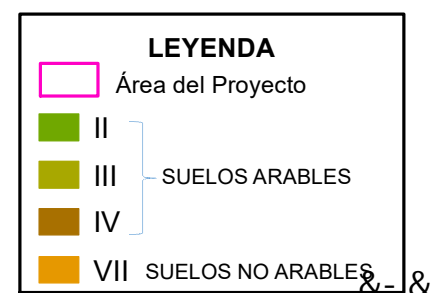 LEYENDA
Área del Proyecto
II
III SUELOS ARABLES
IV
VII SUELOS NO ARABLES
&-&